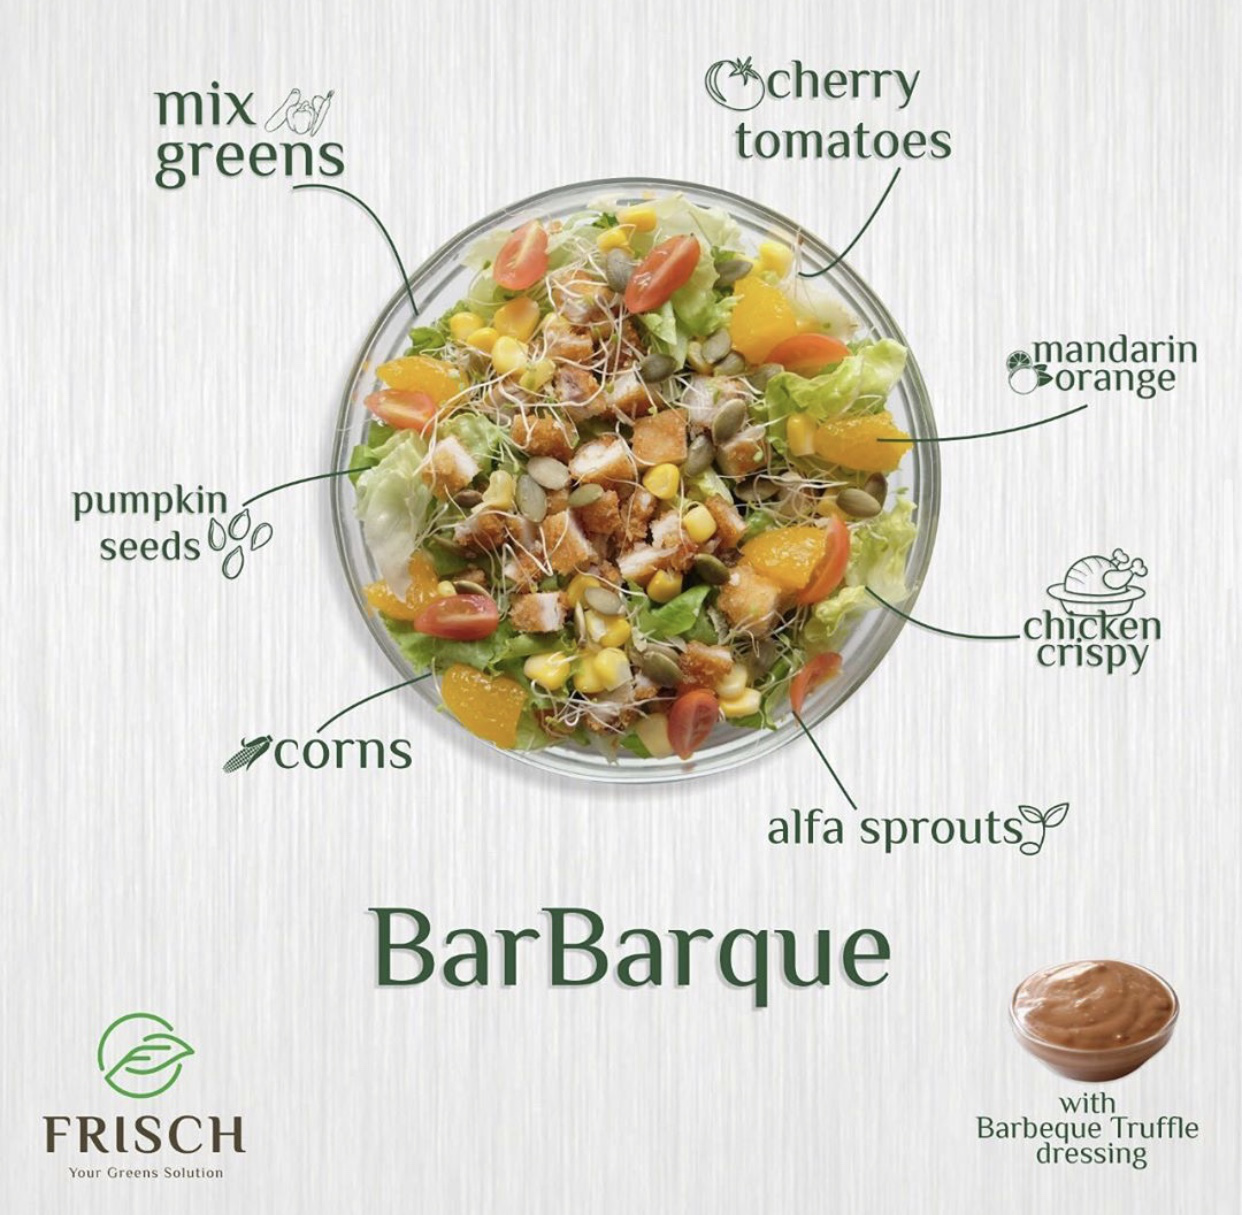 mix
greens
cherry
tomatoes
mandarin
orange
pumpkin
seeds
chicken
crispy
corns
alfa sprouts
BarBarque
FRISCH
Your Greens Solution
with
Barbeque Truffle
dressing